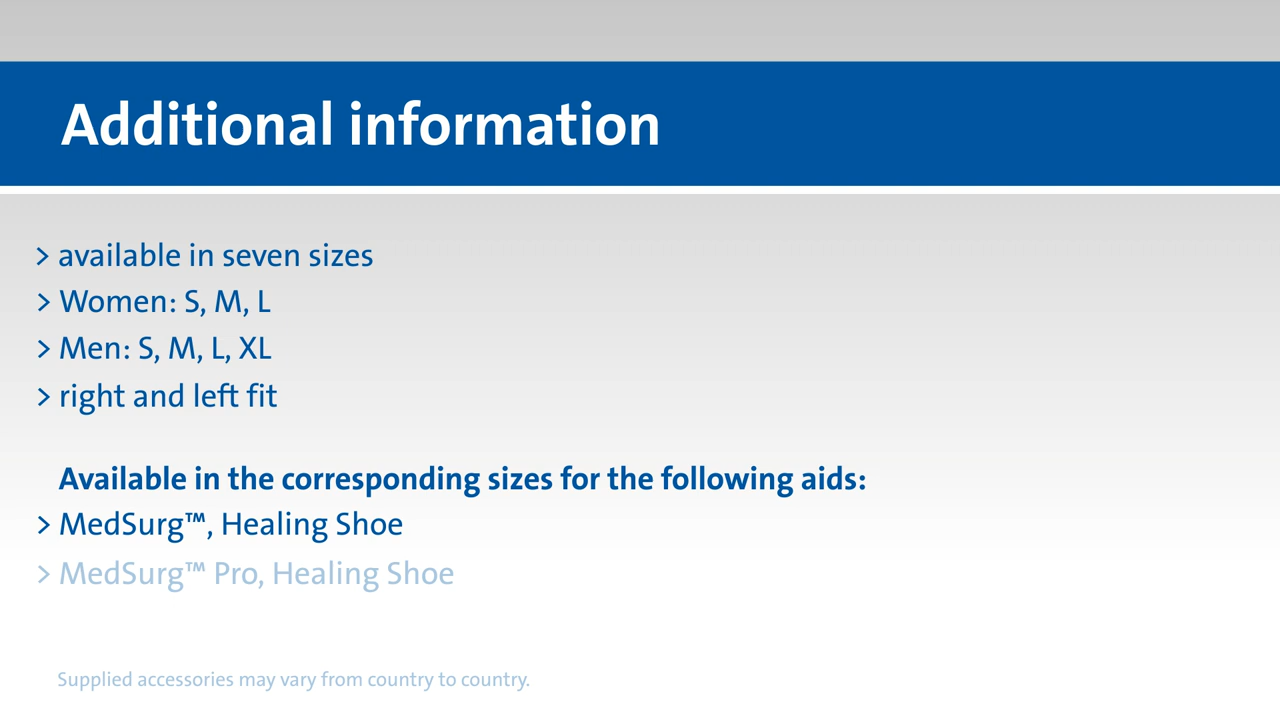 Additional information
> available in seven sizes
> Women: S, M, L
> Men: S, M, L, XL
> right and left fit
Available in the corresponding sizes for the following aids:
> MedSurg™, Healing Shoe
> MedSurg™ Pro, Healing Shoe
Supplied accessories may vary from country to country.